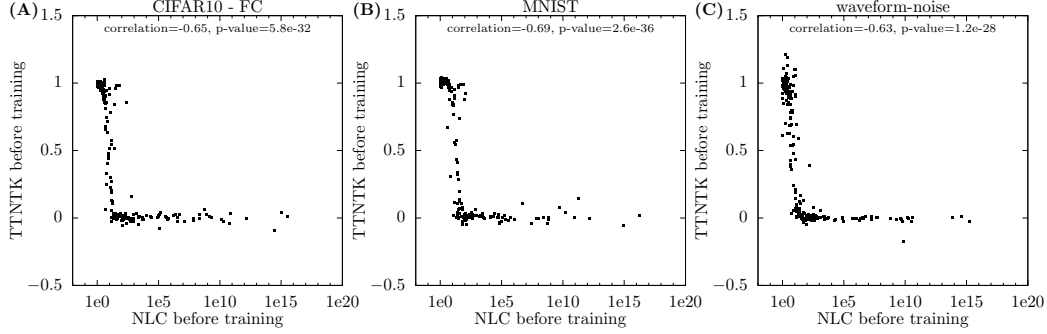 (A) CIFAR10 - FC
correlation=-0.65, p-value=5.8e-32
TTNTK before training
1.5
1
0.5
0
−0.5
1e0 1e5 1e10 1e15 1e20
NLC before training
(B) MNIST
correlation=-0.69, p-value=2.6e-36
TTNTK before training
1.5
1
0.5
0
−0.5
1e0 1e5 1e10 1e15 1e20
NLC before training
(C) waveform-noise
correlation=-0.63, p-value=1.2e-28
TTNTK before training
1.5
1
0.5
0
−0.5
1e0 1e5 1e10 1e15 1e20
NLC before training